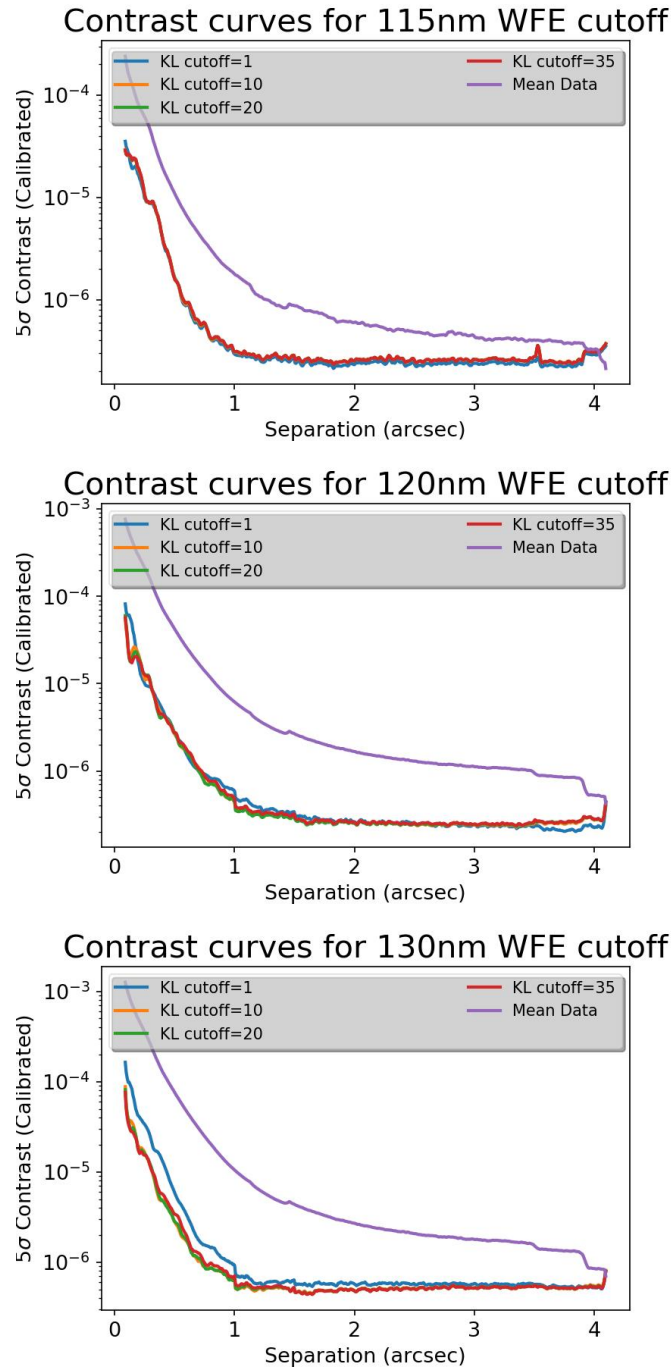 Contrast curves for 115nm WFE cutoff
KL cutoff=1
KL cutoff=10
KL cutoff=20
KL cutoff=35
Mean Data
5σ Contrast (Calibrated)
10⁻⁴
10⁻⁵
10⁻⁶
0 1 2 3 4
Separation (arcsec)
Contrast curves for 120nm WFE cutoff
KL cutoff=1
KL cutoff=10
KL cutoff=20
KL cutoff=35
Mean Data
5σ Contrast (Calibrated)
10⁻³
10⁻⁴
10⁻⁵
10⁻⁶
0 1 2 3 4
Separation (arcsec)
Contrast curves for 130nm WFE cutoff
KL cutoff=1
KL cutoff=10
KL cutoff=20
KL cutoff=35
Mean Data
5σ Contrast (Calibrated)
10⁻³
10⁻⁴
10⁻⁵
10⁻⁶
0 1 2 3 4
Separation (arcsec)